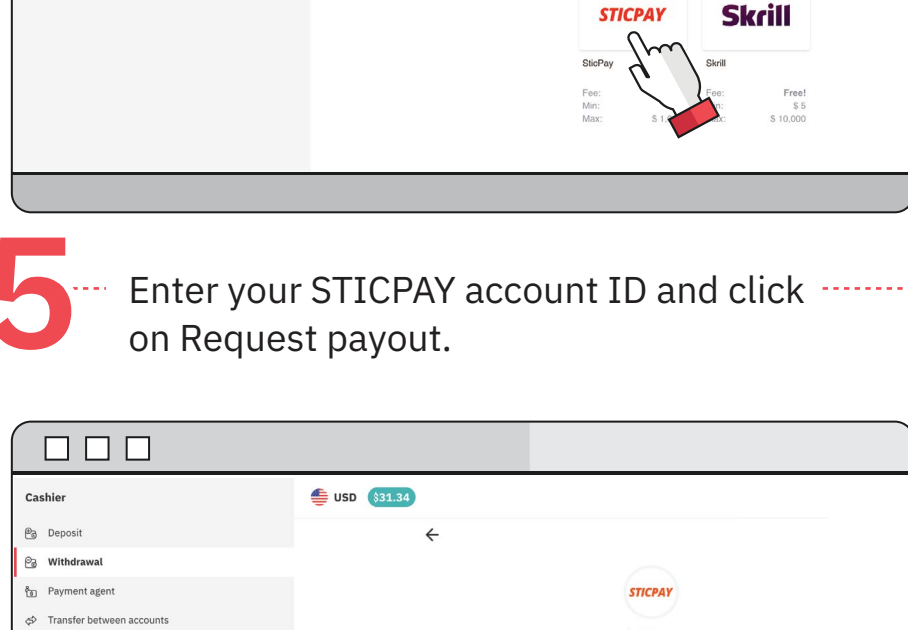 STICPAY Skrill
SticPay Skrill
Fee: Fee: Free!
Min: $ 5
Max: $ 10,000
5
Enter your STICPAY account ID and click
on Request payout.
Cashier
USD $31.34
Deposit
Withdrawal
STICPAY
Payment agent
Transfer between accounts